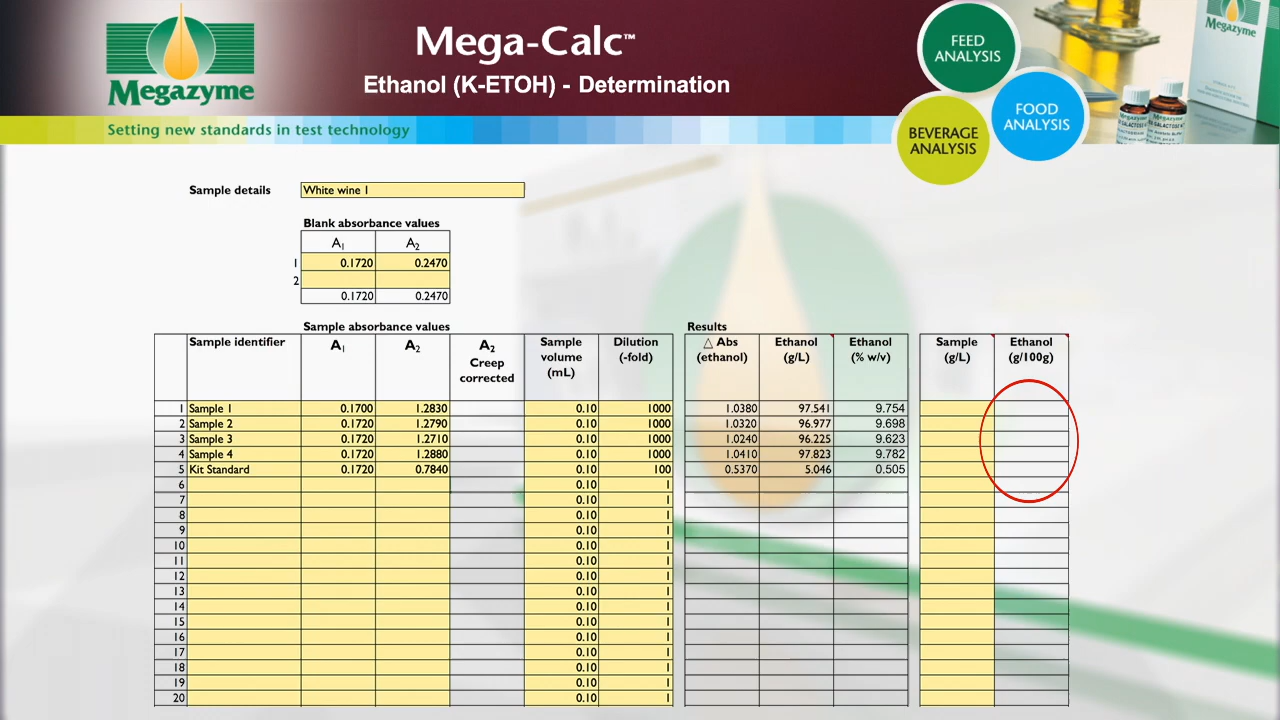 Megazyme
Mega-Calc™
Ethanol (K-ETOH) - Determination
Setting new standards in test technology
FEED
ANALYSIS
FOOD
ANALYSIS
BEVERAGE
ANALYSIS
Megazyme
Sample details White wine 1
Blank absorbance values
A1 A2
1 0.1720 0.2470
2
0.1720 0.2470
Sample absorbance values Results
Sample identifier A1 A2 A2 Sample Dilution △ Abs Ethanol Ethanol Sample Ethanol
Creep volume (-fold) (ethanol) (g/L) (% w/v) (g/L) (g/100g)
corrected (mL)
1 Sample 1 0.1700 1.2830 0.10 1000 1.0380 97.541 9.754
2 Sample 2 0.1720 1.2790 0.10 1000 1.0320 96.977 9.698
3 Sample 3 0.1720 1.2710 0.10 1000 1.0240 96.225 9.623
4 Sample 4 0.1720 1.2880 0.10 1000 1.0410 97.823 9.782
5 Kit Standard 0.1720 0.7840 0.10 100 0.5370 5.046 0.505
6 0.10 1
7 0.10 1
8 0.10 1
9 0.10 1
10 0.10 1
11 0.10 1
12 0.10 1
13 0.10 1
14 0.10 1
15 0.10 1
16 0.10 1
17 0.10 1
18 0.10 1
19 0.10 1
20 0.10 1